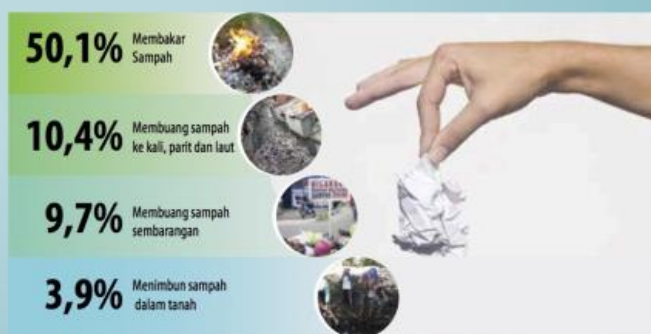 50,1% Membakar
Sampah
10,4% Membuang sampah
ke kali, parit dan laut
9,7% Membuang sampah
sembarangan
3,9% Menimbun sampah
dalam tanah